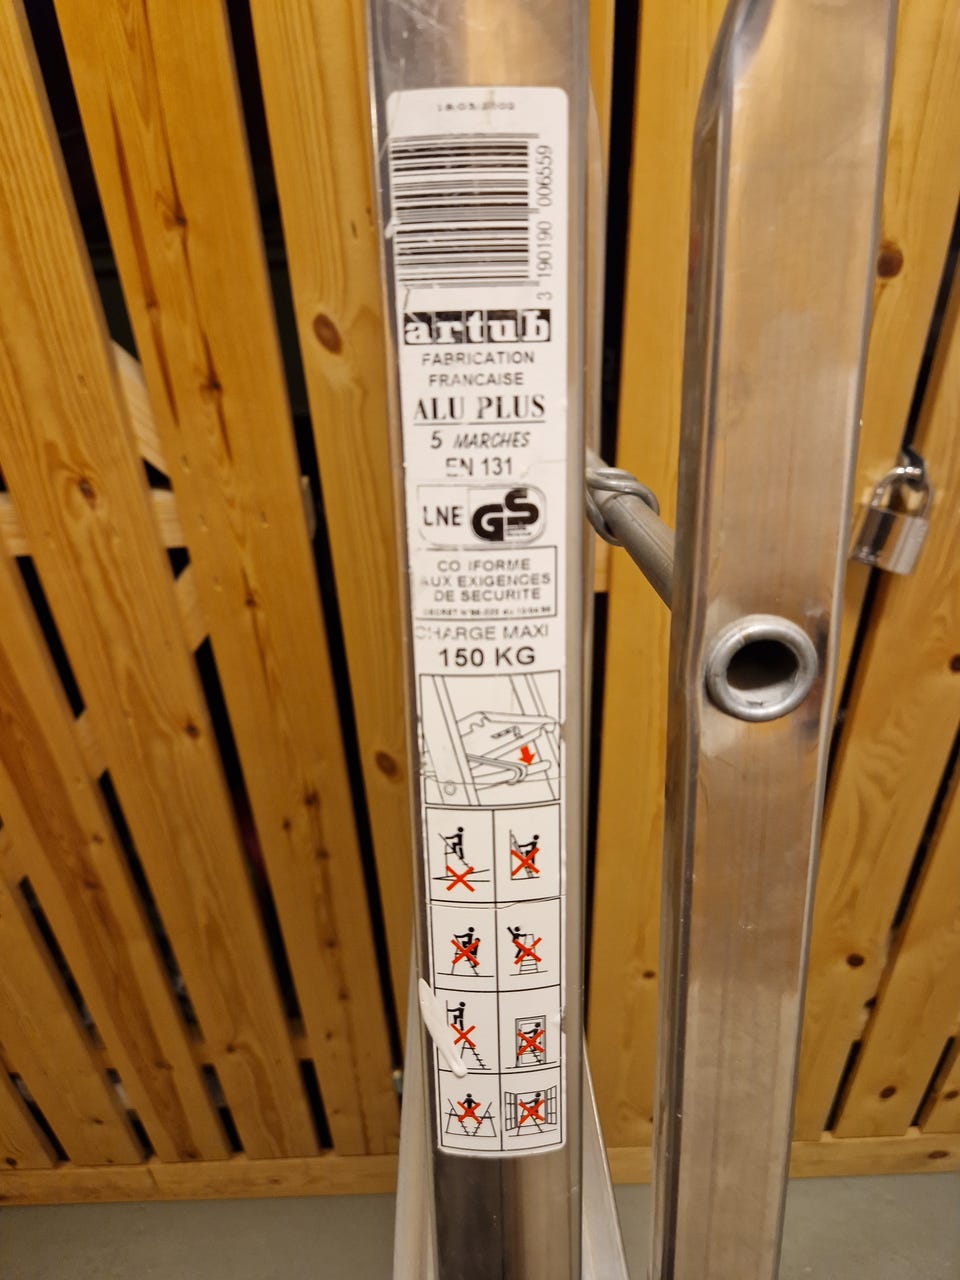 3 190190 006559
artub
FABRICATION
FRANCAISE
ALU PLUS
5 MARCHES
EN 131
LNE GS
CO IFORME
AUX EXIGENCES
DE SECURITE
CHARGE MAXI
150 KG